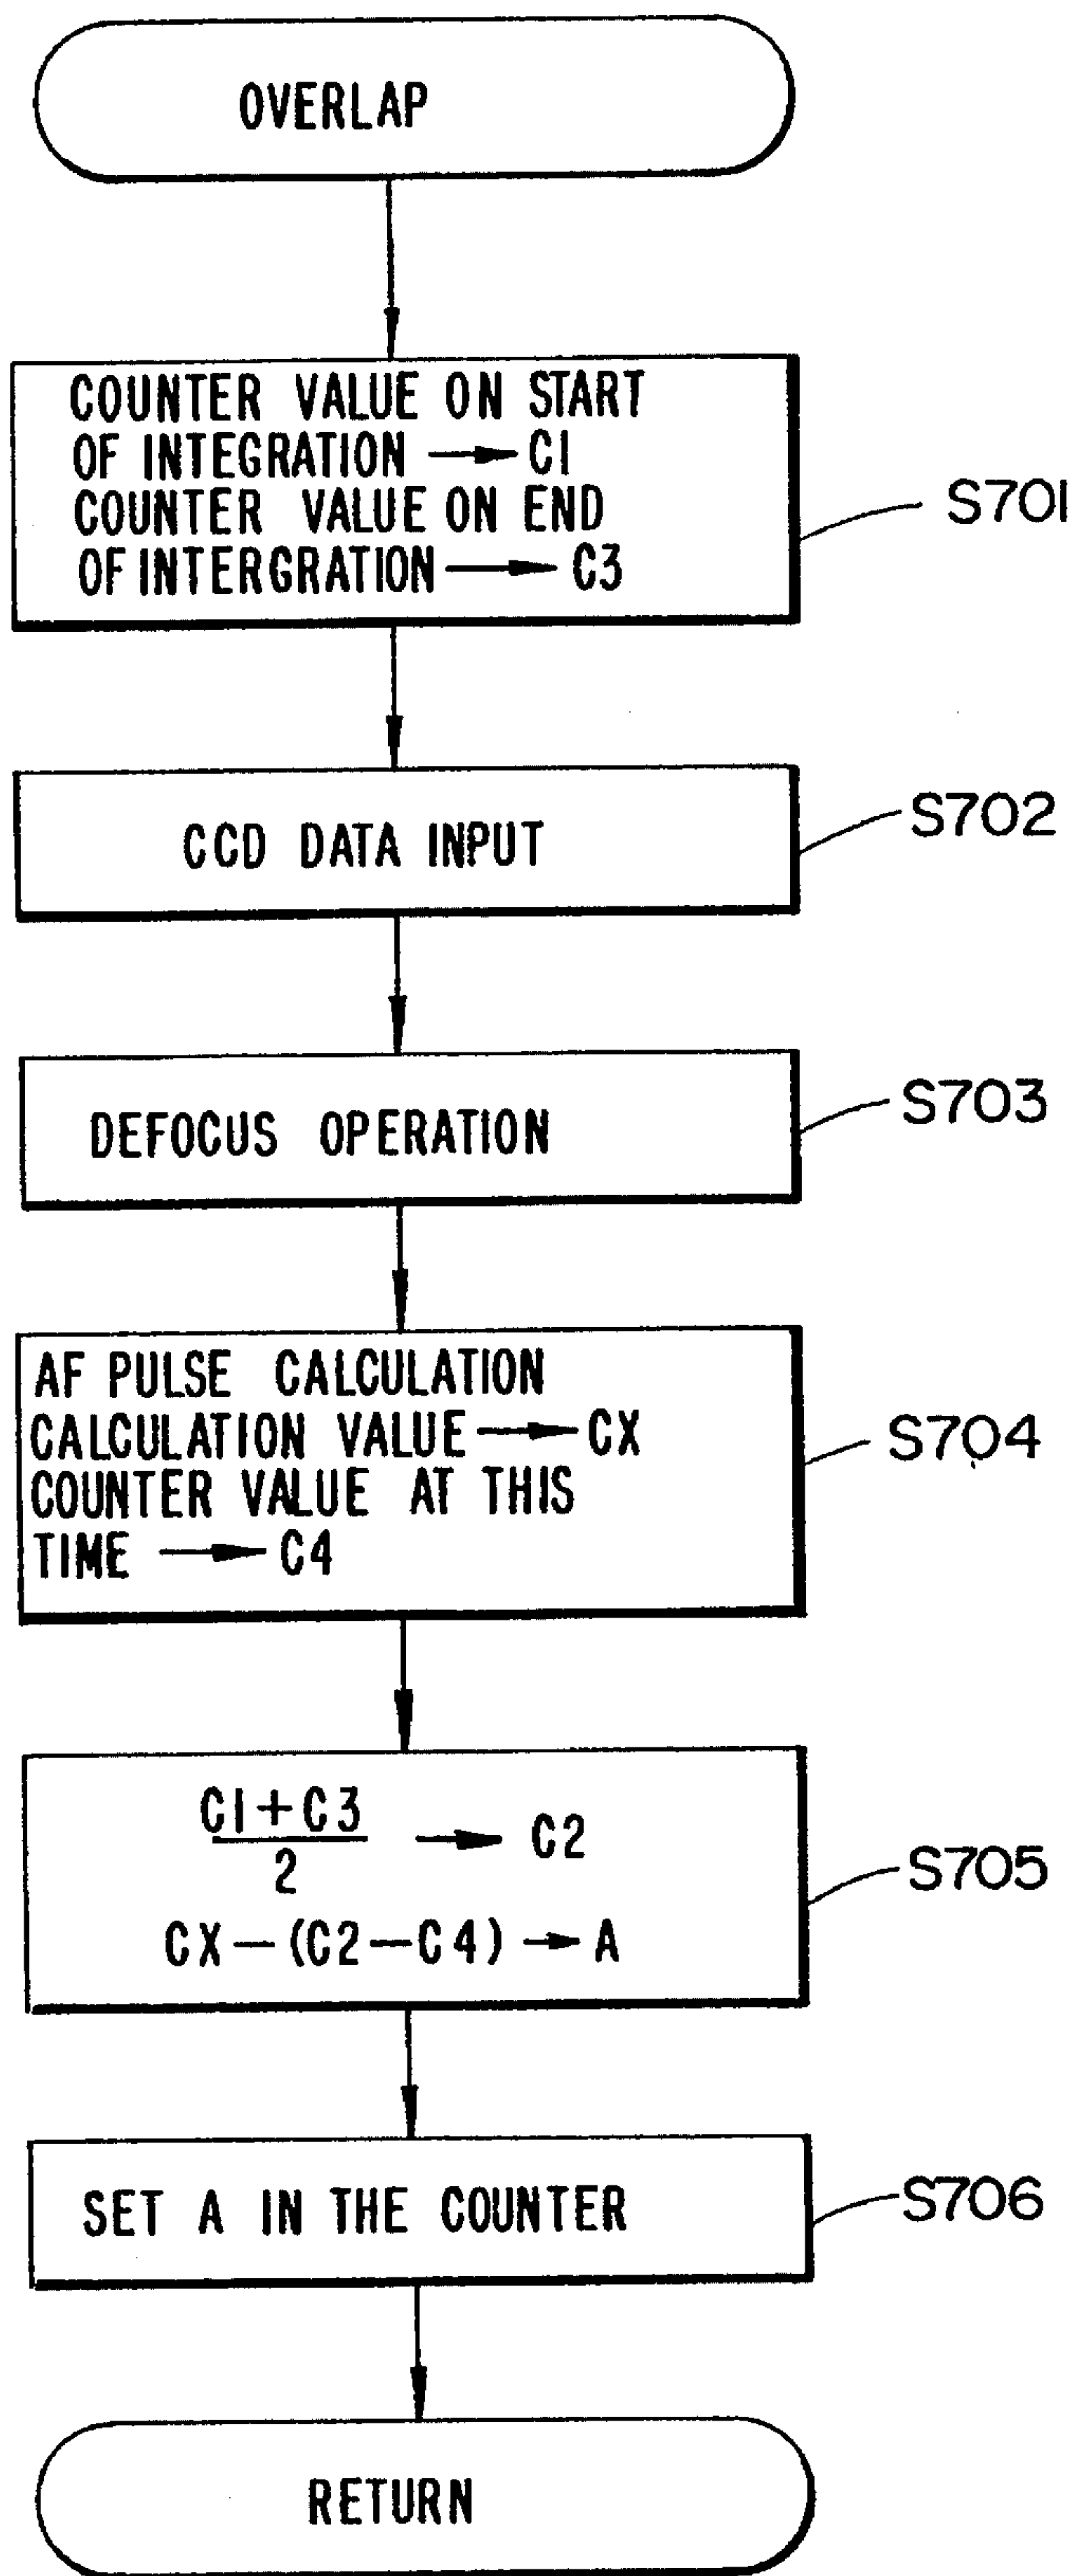 OVERLAP
COUNTER VALUE ON START
OF INTEGRATION → C1
COUNTER VALUE ON END
OF INTERGRATION → C3
S701
CCD DATA INPUT
S702
DEFOCUS OPERATION
S703
AF PULSE CALCULATION
CALCULATION VALUE → CX
COUNTER VALUE AT THIS
TIME → C4
S704
C1+C3
2
→ C2
CX-(C2-C4) → A
S705
SET A IN THE COUNTER
S706
RETURN